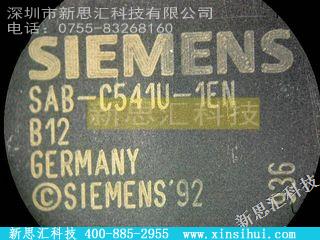 深圳市新思汇科技有限公司
电话: 0755-83268160
SIEMENS
SAB-C541U-1EN
B12
GERMANY
©SIEMENS'92
新思汇科技
新思汇科技 400-885-2955 www.xinsihui.com